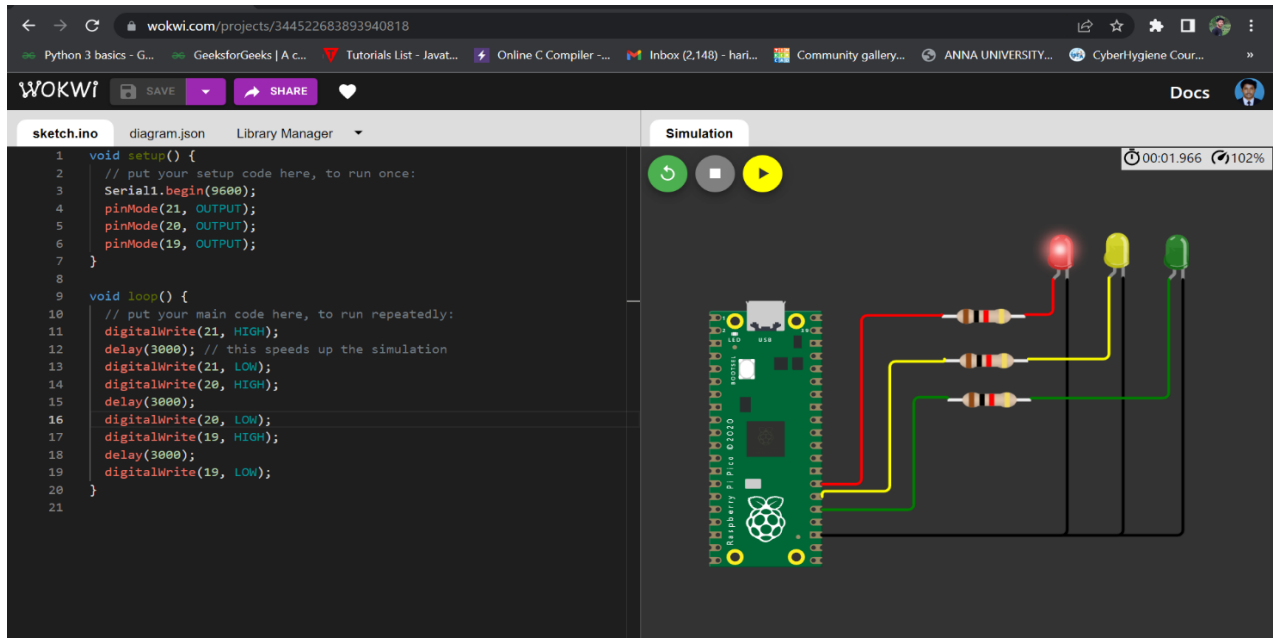 wokwi.com/projects/344522683893940818
Python 3 basics - G... GeeksforGeeks | A c... Tutorials List - Javat... Online C Compiler -... Inbox (2,148) - hari... Community gallery... ANNA UNIVERSITY... CyberHygiene Cour... »
WOKWI SAVE SHARE Docs
sketch.ino diagram.json Library Manager
1 void setup() {
2 // put your setup code here, to run once:
3 Serial1.begin(9600);
4 pinMode(21, OUTPUT);
5 pinMode(20, OUTPUT);
6 pinMode(19, OUTPUT);
7 }
8
9 void loop() {
10 // put your main code here, to run repeatedly:
11 digitalWrite(21, HIGH);
12 delay(3000); // this speeds up the simulation
13 digitalWrite(21, LOW);
14 digitalWrite(20, HIGH);
15 delay(3000);
16 digitalWrite(20, LOW);
17 digitalWrite(19, HIGH);
18 delay(3000);
19 digitalWrite(19, LOW);
20 }
21
Simulation
00:01.966 102%
LED USB
BOOTSEL
Raspberry Pi Pico ©2020